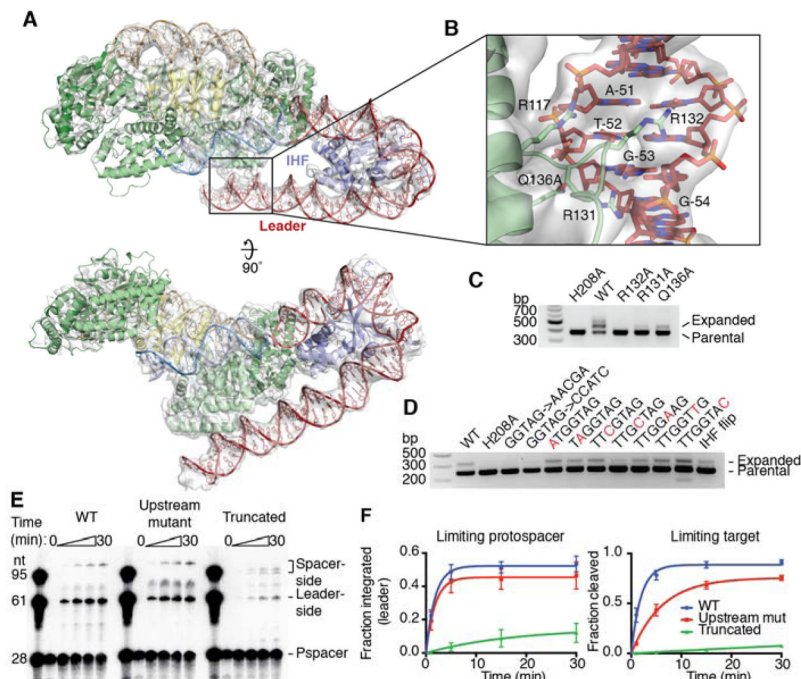 A
IHF
Leader
90°
B
R117
A-51
R132
T-52
G-53
Q136A
G-54
R131
C
bp
H208A
WT
R132A
R131A
Q136A
700
500
300
Expanded
Parental
D
bp
WT
H208A
GGTAG->AACGA
GGTAG->CCATC
ATGGTAG
TAGGTAG
TTCGTAG
TTGCTAG
TTGGAAG
TTGGTTG
TTGGTAC
IHF flip
500
300
200
Expanded
Parental
E
Time
(min):
WT
Upstream
mutant
Truncated
0 30
0 30
0 30
nt
95
61
28
Spacer-
side
Leader-
side
Pspacer
F
Limiting protospacer
Fraction integrated
(leader)
0.6
0.4
0.2
0.0
0 10 20 30
Time (min)
Limiting target
Fraction cleaved
1.0
0.5
0.0
WT
Upstream mut
Truncated
0 10 20 30
Time (min)